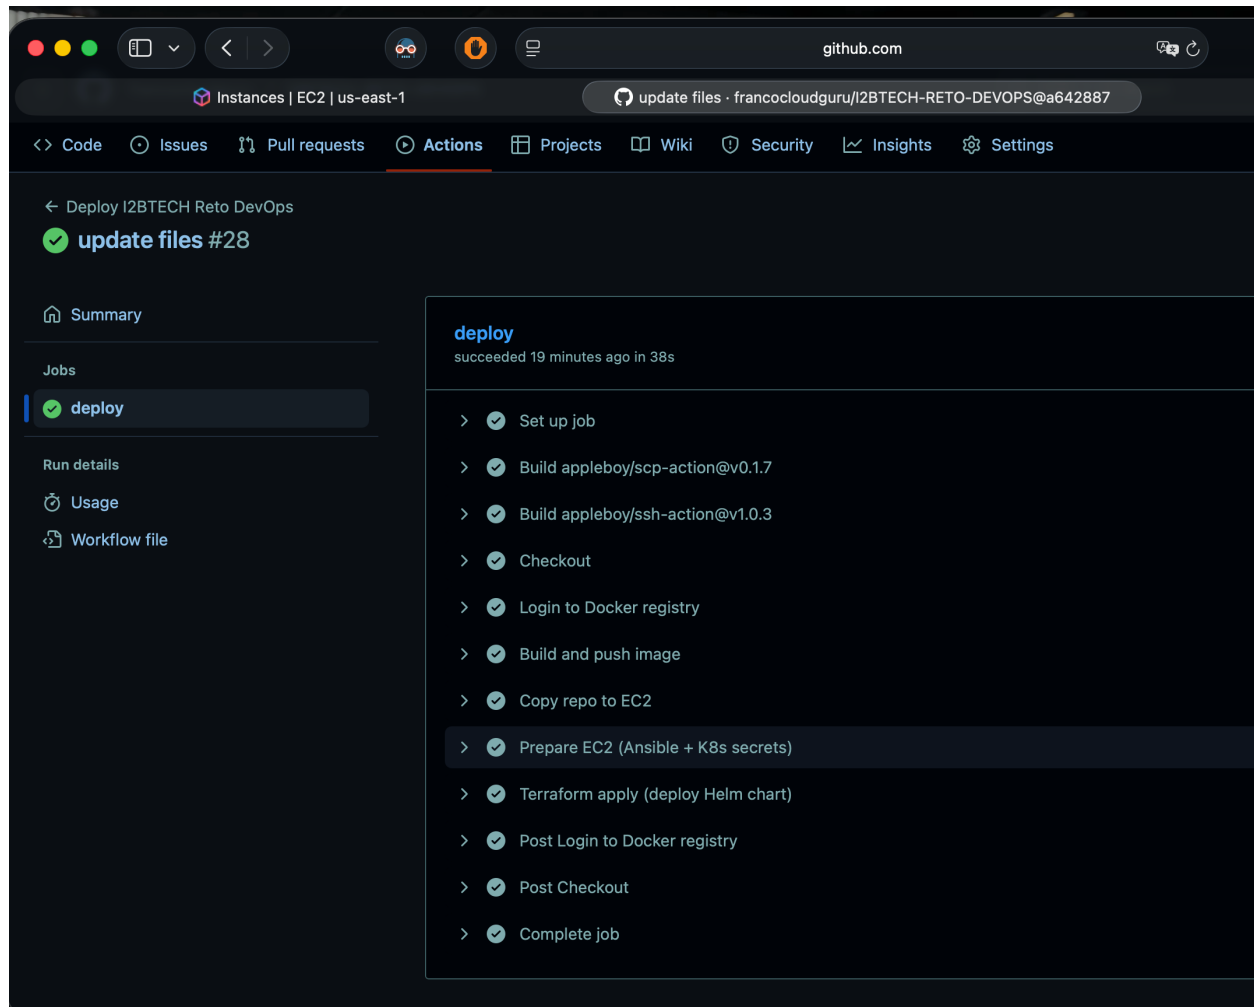 github.com
Instances | EC2 | us-east-1
update files · francocloudguru/I2BTECH-RETO-DEVOPS@a642887
Code Issues Pull requests Actions Projects Wiki Security Insights Settings
Deploy I2BTECH Reto DevOps
update files #28
Summary
Jobs
deploy
Run details
Usage
Workflow file
deploy
succeeded 19 minutes ago in 38s
Set up job
Build appleboy/scp-action@v0.1.7
Build appleboy/ssh-action@v1.0.3
Checkout
Login to Docker registry
Build and push image
Copy repo to EC2
Prepare EC2 (Ansible + K8s secrets)
Terraform apply (deploy Helm chart)
Post Login to Docker registry
Post Checkout
Complete job